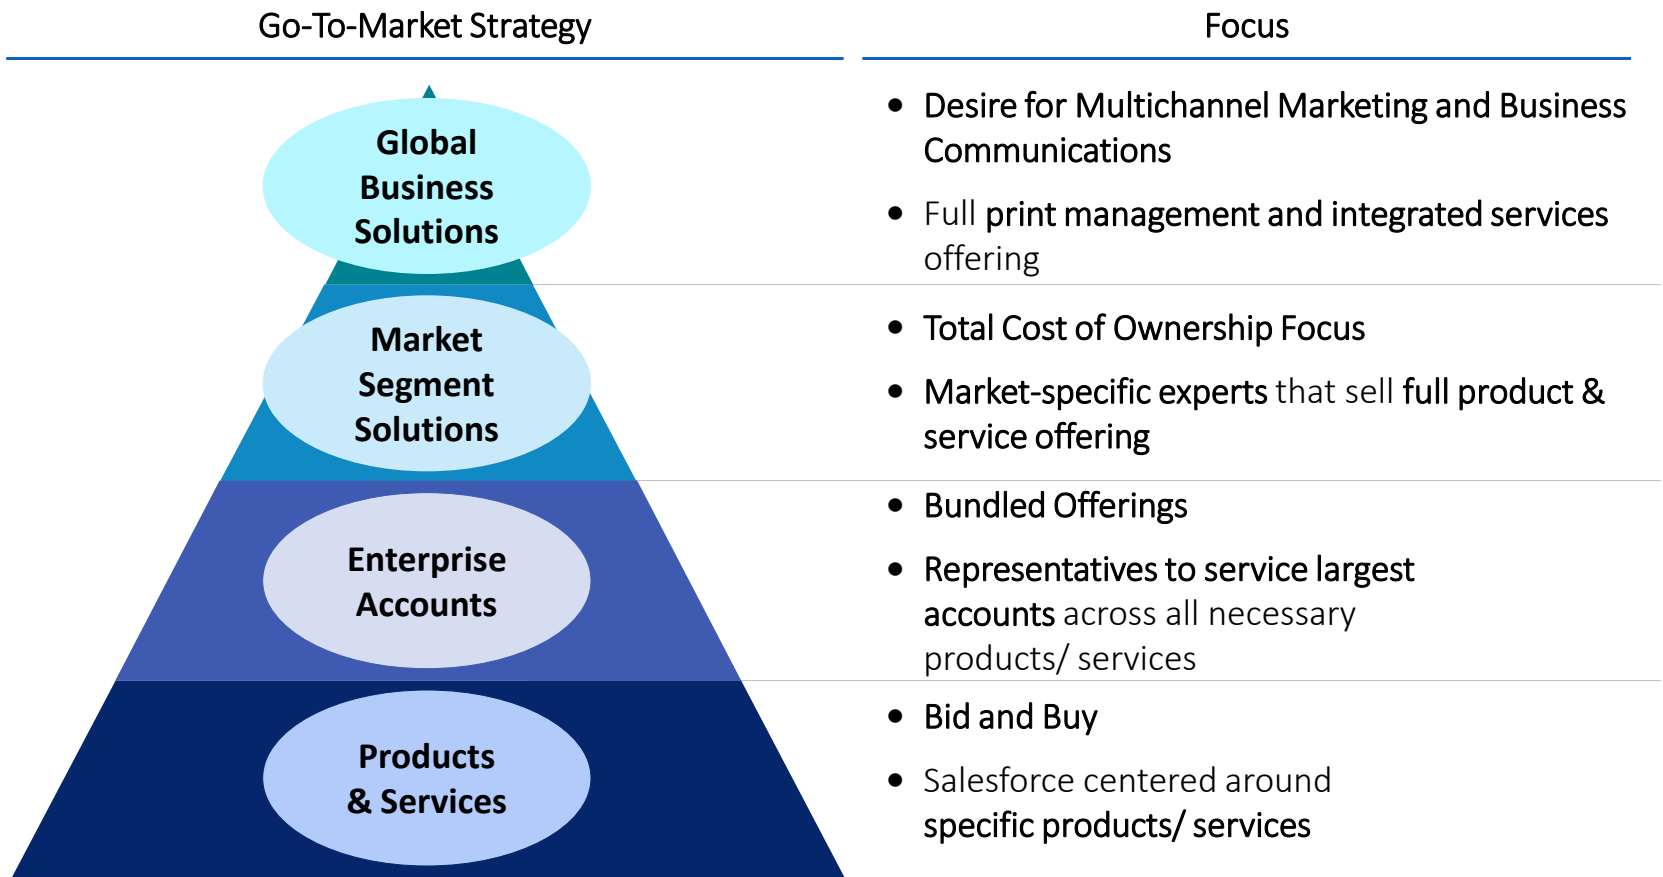 Go-To-Market Strategy
Focus
Global
Business
Solutions
• Desire for Multichannel Marketing and Business
Communications
• Full print management and integrated services
offering
Market
Segment
Solutions
• Total Cost of Ownership Focus
• Market-specific experts that sell full product &
service offering
Enterprise
Accounts
• Bundled Offerings
• Representatives to service largest
accounts across all necessary
products/ services
Products
& Services
• Bid and Buy
• Salesforce centered around
specific products/ services